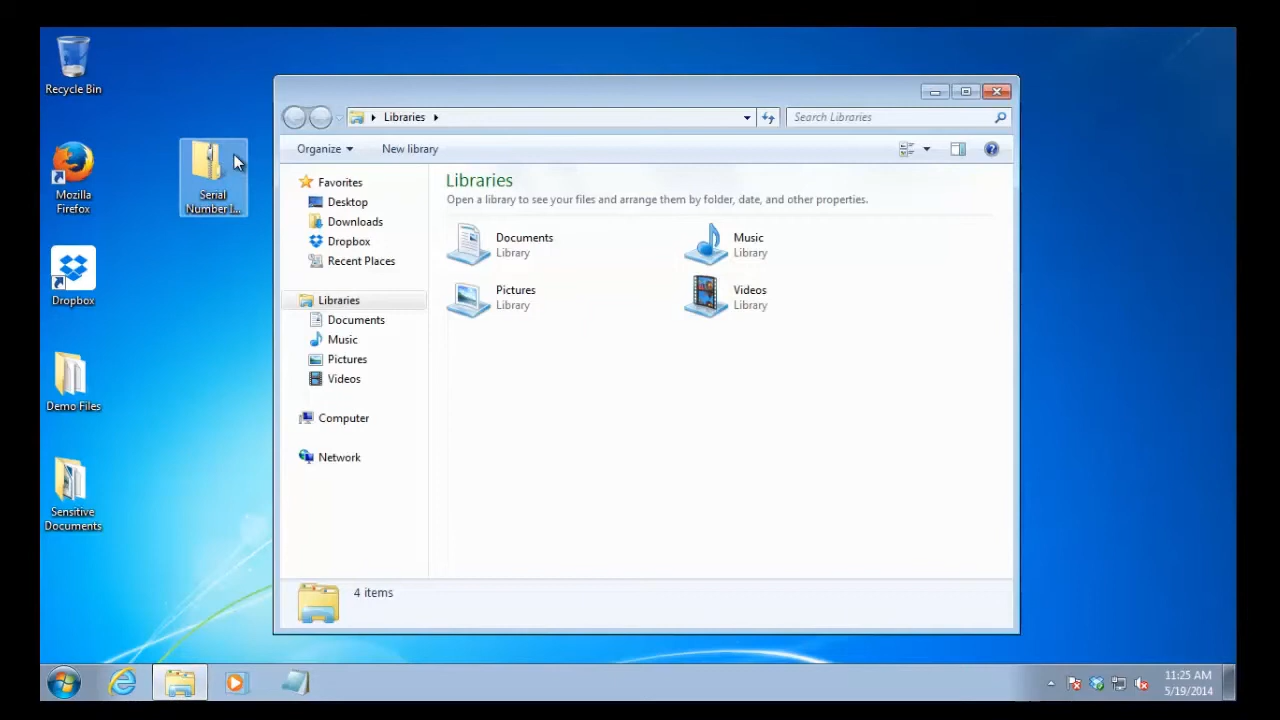 Recycle Bin
Mozilla
Firefox
Dropbox
Demo Files
Sensitive
Documents
Serial
Number I...
Libraries
Search Libraries
Organize
New library
Favorites
Desktop
Downloads
Dropbox
Recent Places
Libraries
Documents
Music
Pictures
Videos
Computer
Network
Libraries
Open a library to see your files and arrange them by folder, date, and other properties.
Documents
Library
Music
Library
Pictures
Library
Videos
Library
4 items
11:25 AM
5/19/2014